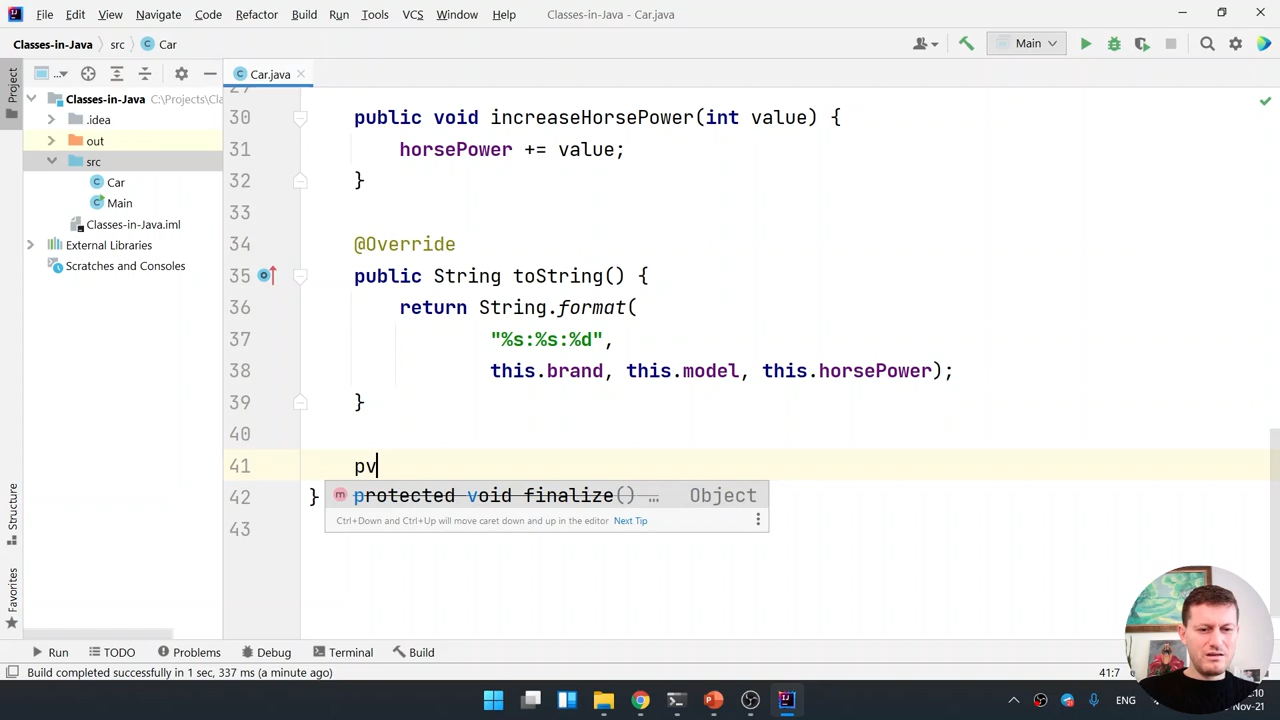 File Edit View Navigate Code Refactor Build Run Tools VCS Window Help Classes-in-Java - Car.java
Classes-in-Java src Car Main
Project ... Car.java
Classes-in-Java C:\Projects\Cla
.idea
out
src
Car
Main
Classes-in-Java.iml
External Libraries
Scratches and Consoles
Structure
Favorites
30 public void increaseHorsePower(int value) {
31 horsePower += value;
32 }
33
34 @Override
35 public String toString() {
36 return String.format(
37 "%s:%s:%d",
38 this.brand, this.model, this.horsePower);
39 }
40
41 pv
42 }
43
protected void finalize() … Object
Ctrl+Down and Ctrl+Up will move caret down and up in the editor Next Tip
Run TODO Problems Debug Terminal Build
Build completed successfully in 1 sec, 337 ms (a minute ago) 41:7
ENG